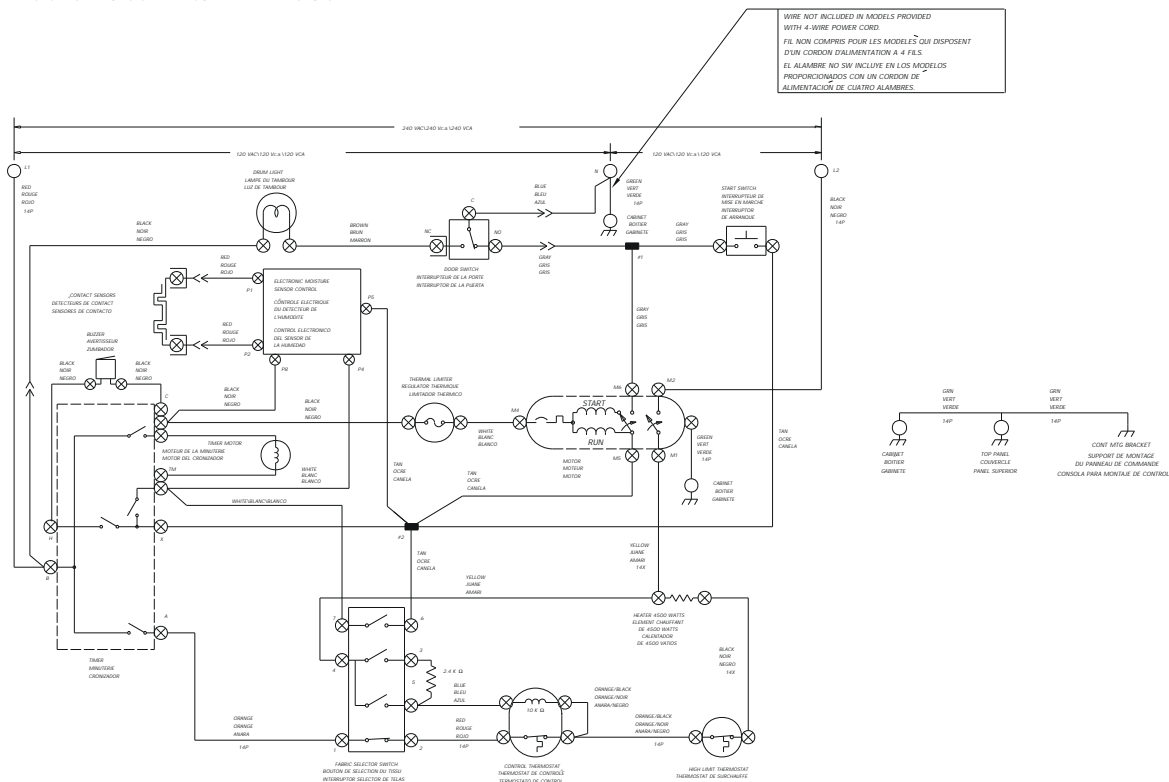 WIRE NOT INCLUDED IN MODELS PROVIDED
WITH 4-WIRE POWER CORD.
FIL NON COMPRIS POUR LES MODELES QUI DISPOSENT
D'UN CORDON D'ALIMENTATION A 4 FILS.
EL ALAMBRE NO SW INCLUYE EN LOS MODELOS
PROPORCIONADOS CON UN CORDON DE
ALIMENTACION DE CUATRO ALAMBRES.
240 VAC\240 Vc.a\240 VCA
120 VAC\120 Vc.a\120 VCA
120 VAC\120 VCA\120 VCA
L1
RED
ROUGE
ROJO
14P
DRUM LIGHT
LAMPE DU TAMBOUR
LUZ DE TAMBOUR
BLACK
NOIR
NEGRO
BROWN
BRUN
MARRON
NC
C
NO
DOOR SWITCH
INTERRUPTEUR DE LA PORTE
INTERRUPTOR DE LA PUERTA
BLUE
BLEU
AZUL
N
GREEN
VERT
VERDE
14P
CABINET
BOITIER
GABINETE
GRAY
GRIS
GRIS
GRAY
GRIS
GRIS
#1
START SWITCH
INTERRUPTEUR DE
MISE EN MARCHE
INTERRUPTOR
DE ARRANQUE
L2
BLACK
NOIR
NEGRO
14P
CONTACT SENSORS
DETECTEURS DE CONTACT
SENSORES DE CONTACTO
RED
ROUGE
ROJO
P1
RED
ROUGE
ROJO
P2
ELECTRONIC MOISTURE
SENSOR CONTROL
CÔNTROLE ELECTRIQUE
DU DETECTEUR DE
L'HUMIDITE
CONTROL ELECTRONICO
DEL SENSOR DE
LA HUMEDAD
P5
P8
P4
BUZZER
AVERTISSEUR
ZUMBADOR
BLACK
NOIR
NEGRO
BLACK
NOIR
NEGRO
C
BLACK
NOIR
NEGRO
BLACK
NOIR
NEGRO
THERMAL LIMITER
REGULATOR THERMIQUE
LIMITADOR THERMICO
WHITE
BLANC
BLANCO
M4
START
RUN
M6
M2
M5
M1
MOTOR
MOTEUR
MOTOR
GRAY
GRIS
GRIS
GREEN
VERT
VERDE
14P
CABINET
BOITIER
GABINETE
TAN
OCRE
CANELA
TIMER MOTOR
MOTEUR DE LA MINUTERIE
MOTOR DEL CRONIZADOR
TM
WHITE
BLANC
BLANCO
WHITE\BLANC\BLANCO
TAN
OCRE
CANELA
TAN
OCRE
CANELA
H
X
#2
B
A
TIMER
MINUTERIE
CRONIZADOR
TAN
OCRE
CANELA
YELLOW
JUANE
AMARI
YELLOW
JUANE
AMARI
14X
HEATER 4500 WATTS
ELEMENT CHAUFFANT
DE 4500 WATTS
CALENTADOR
DE 4500 VATIOS
BLACK
NOIR
NEGRO
14X
7
6
4
3
5
1
2
2.4 K Ω
BLUE
BLEU
AZUL
RED
ROUGE
ROJO
14P
10 K Ω
ORANGE/BLACK
ORANGE/NOIR
ANARA/NEGRO
ORANGE/BLACK
ORANGE/NOIR
ANARA/NEGRO
14P
ORANGE
ORANGE
ANARA
14P
FABRIC SELECTOR SWITCH
BOUTON DE SELECTION DU TISSU
INTERRUPTOR SELECTOR DE TELAS
CONTROL THERMOSTAT
THERMOSTAT DE CONTROLE
HIGH LIMIT THERMOSTAT
THERMOSTAT DE SURCHAUFFE
GRN
VERT
VERDE
14P
GRN
VERT
VERDE
14P
CABINET
BOITIER
GABINETE
TOP PANEL
COUVERCLE
PANEL SUPERIOR
CONT MTG BRACKET
SUPPORT DE MONTAGE
DU PANNEAU DE COMMANDE
CONSOLA PARA MONTAJE DE CONTROL